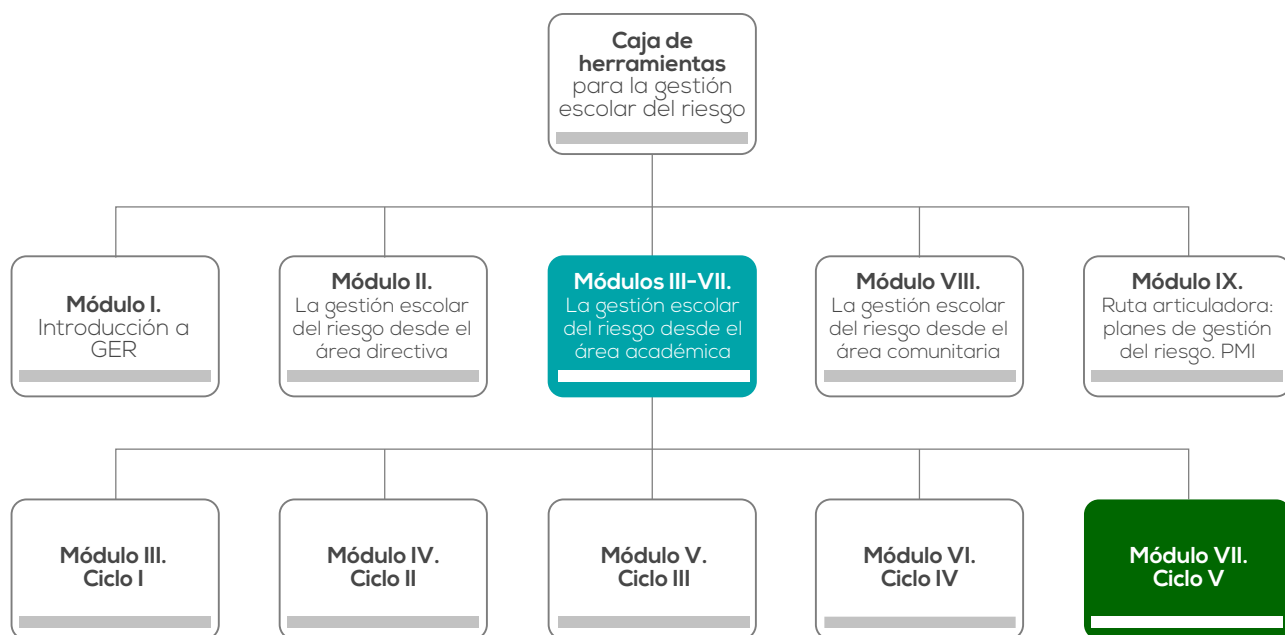 Caja de
herramientas
para la gestión
escolar del riesgo
Módulo I.
Introducción a
GER
Módulo II.
La gestión escolar
del riesgo desde el
área directiva
Módulos III-VII.
La gestión escolar
del riesgo desde el
área académica
Módulo VIII.
La gestión escolar
del riesgo desde el
área comunitaria
Módulo IX.
Ruta articuladora:
planes de gestión
del riesgo. PMI
Módulo III.
Ciclo I
Módulo IV.
Ciclo II
Módulo V.
Ciclo III
Módulo VI.
Ciclo IV
Módulo VII.
Ciclo V